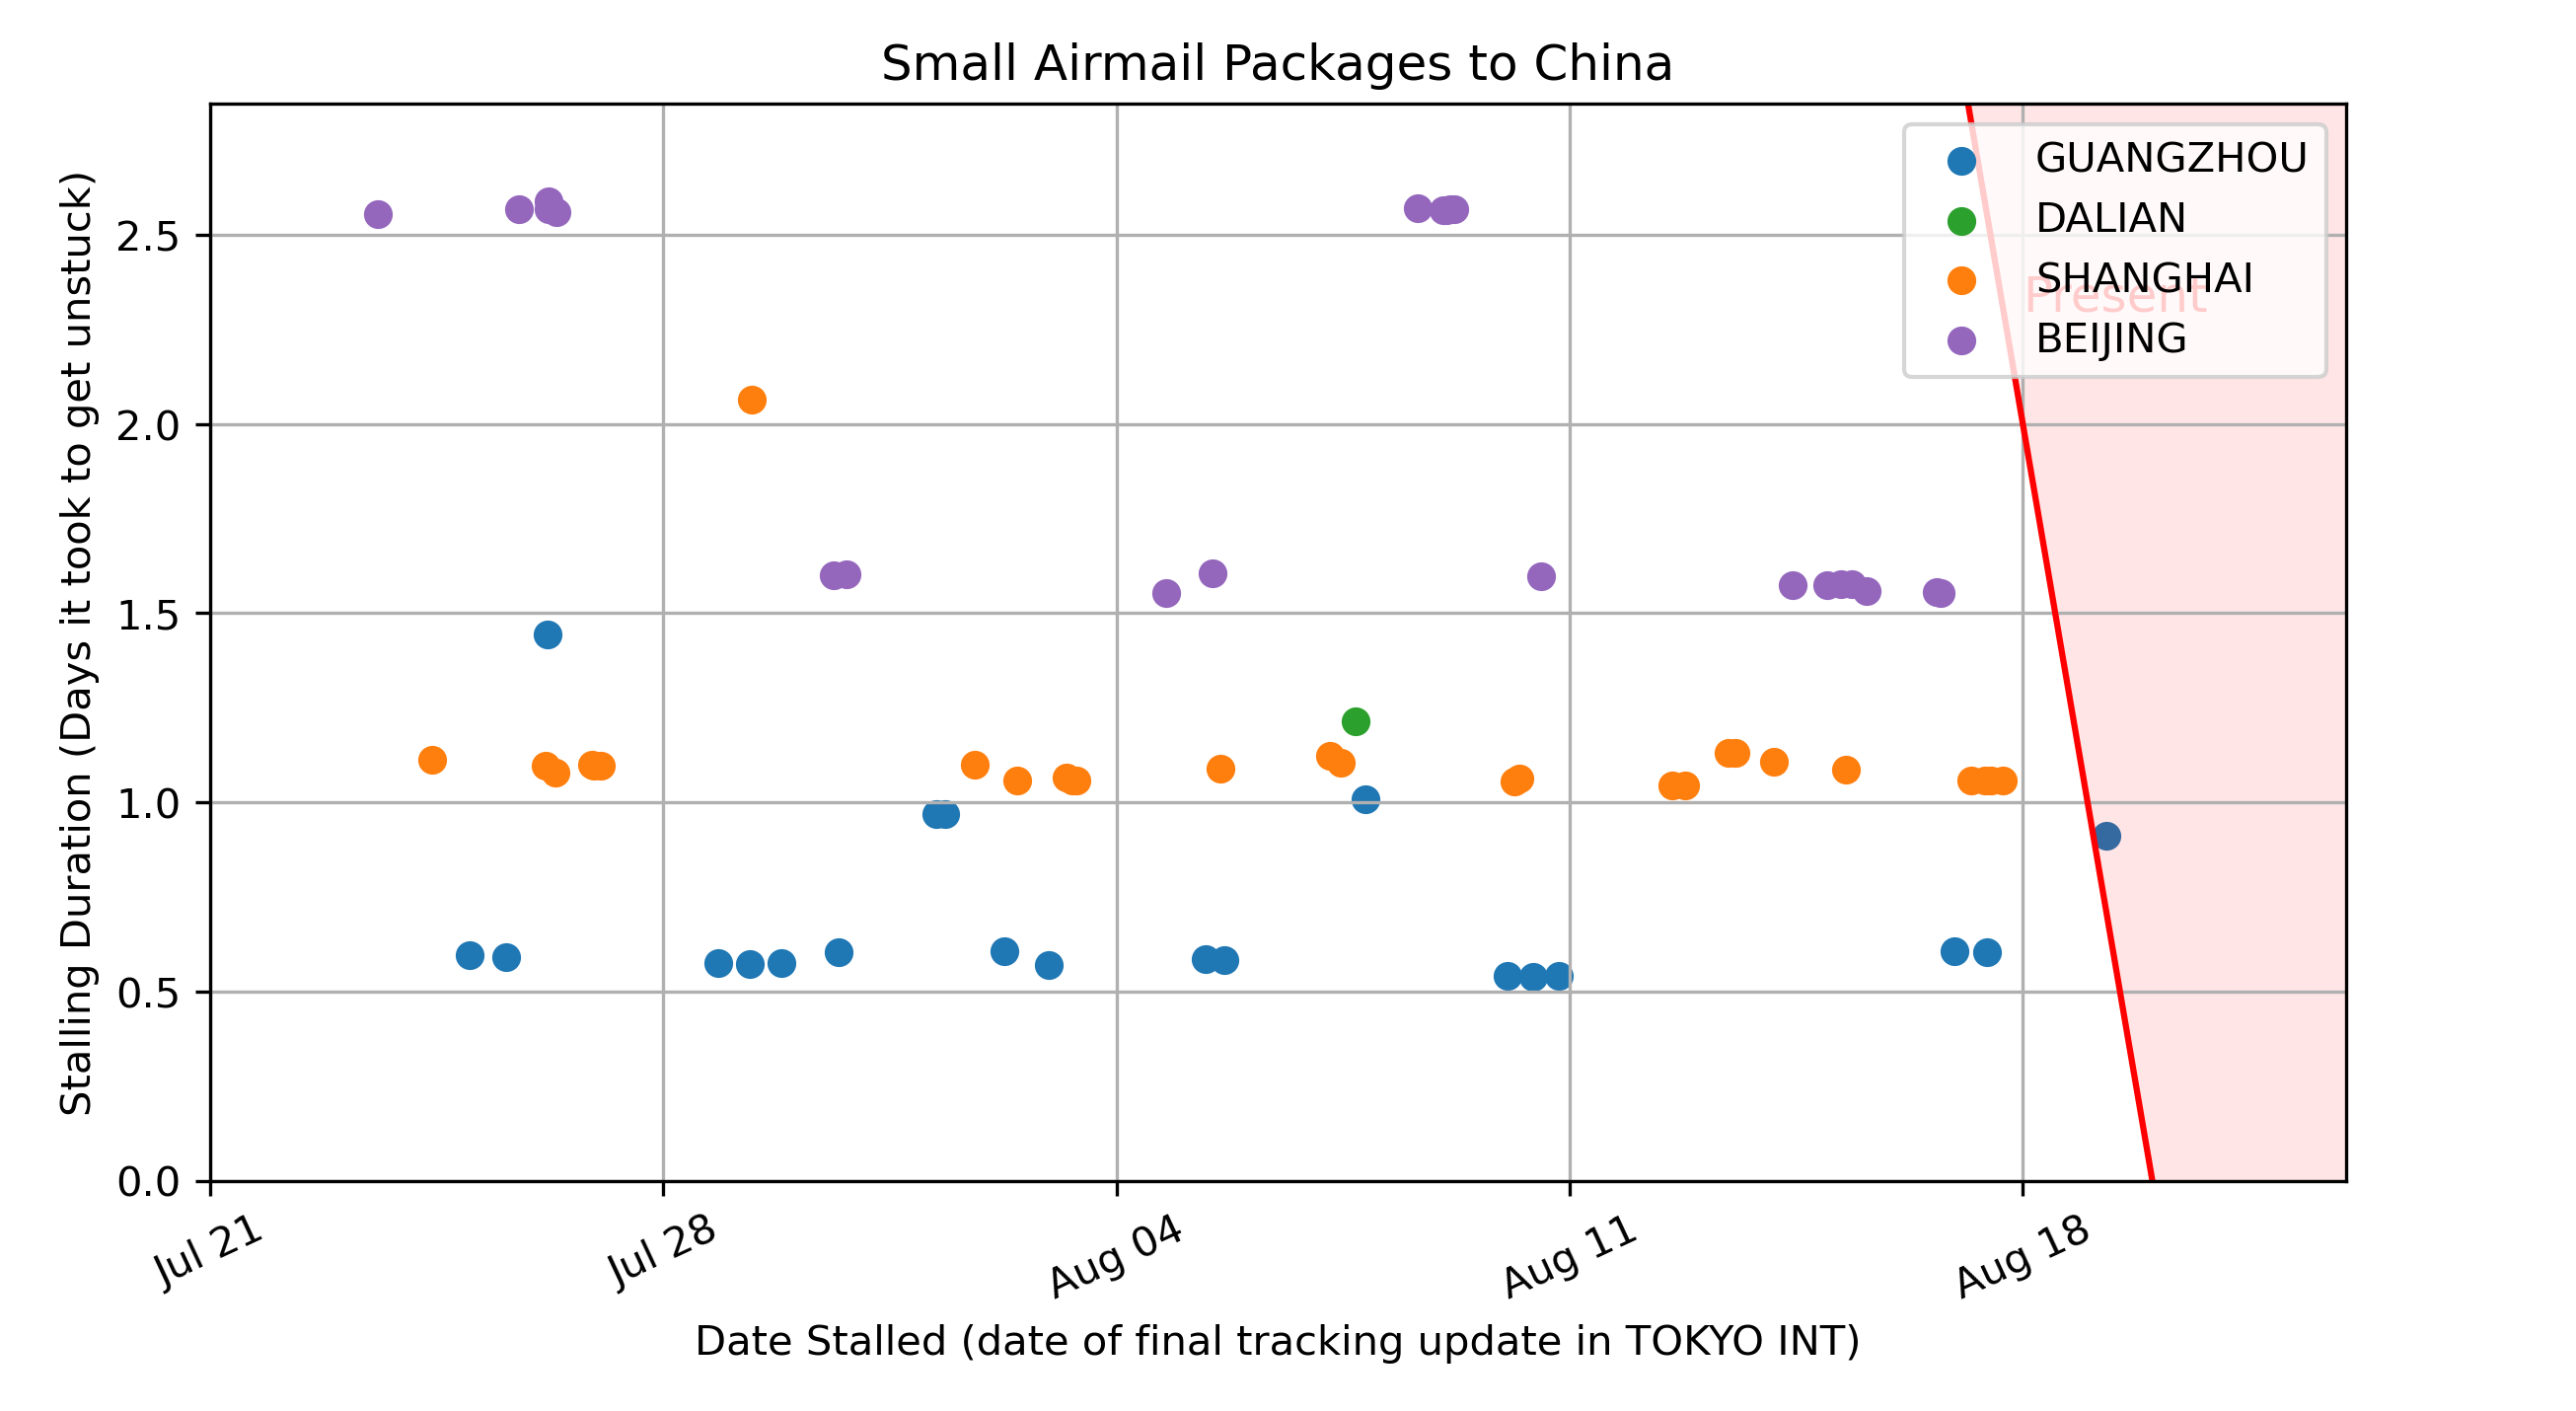 Small Airmail Packages to China
Stalling Duration (Days it took to get unstuck)
2.5
2.0
1.5
1.0
0.5
0.0
GUANGZHOU
DALIAN
SHANGHAI
Present
BEIJING
Jul 21
Jul 28
Aug 04
Aug 11
Aug 18
Date Stalled (date of final tracking update in TOKYO INT)